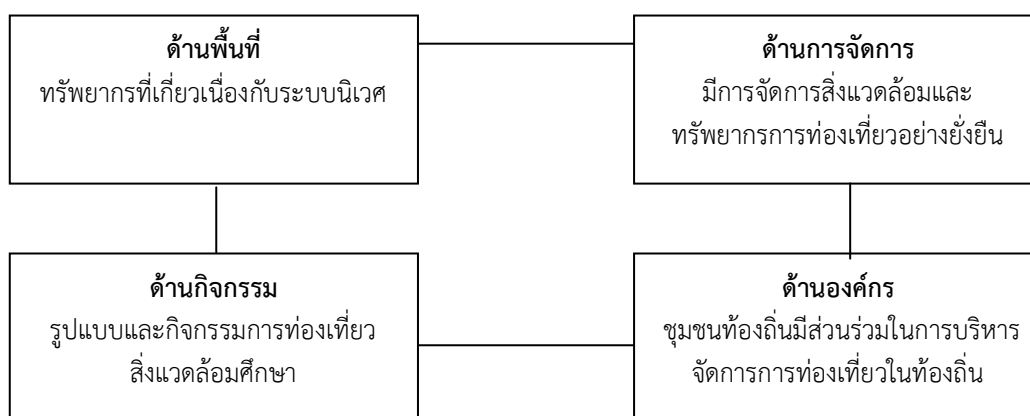 ด้านพื้นที่
ทรัพยากรที่เกี่ยวเนื่องกับระบบนิเวศ
ด้านการจัดการ
มีการจัดการสิ่งแวดล้อมและ
ทรัพยากรการท่องเที่ยวอย่างยั่งยืน
ด้านกิจกรรม
รูปแบบและกิจกรรมการท่องเที่ยว
สิ่งแวดล้อมศึกษา
ด้านองค์กร
ชุมชนท้องถิ่นมีส่วนร่วมในการบริหาร
จัดการการท่องเที่ยวในท้องถิ่น